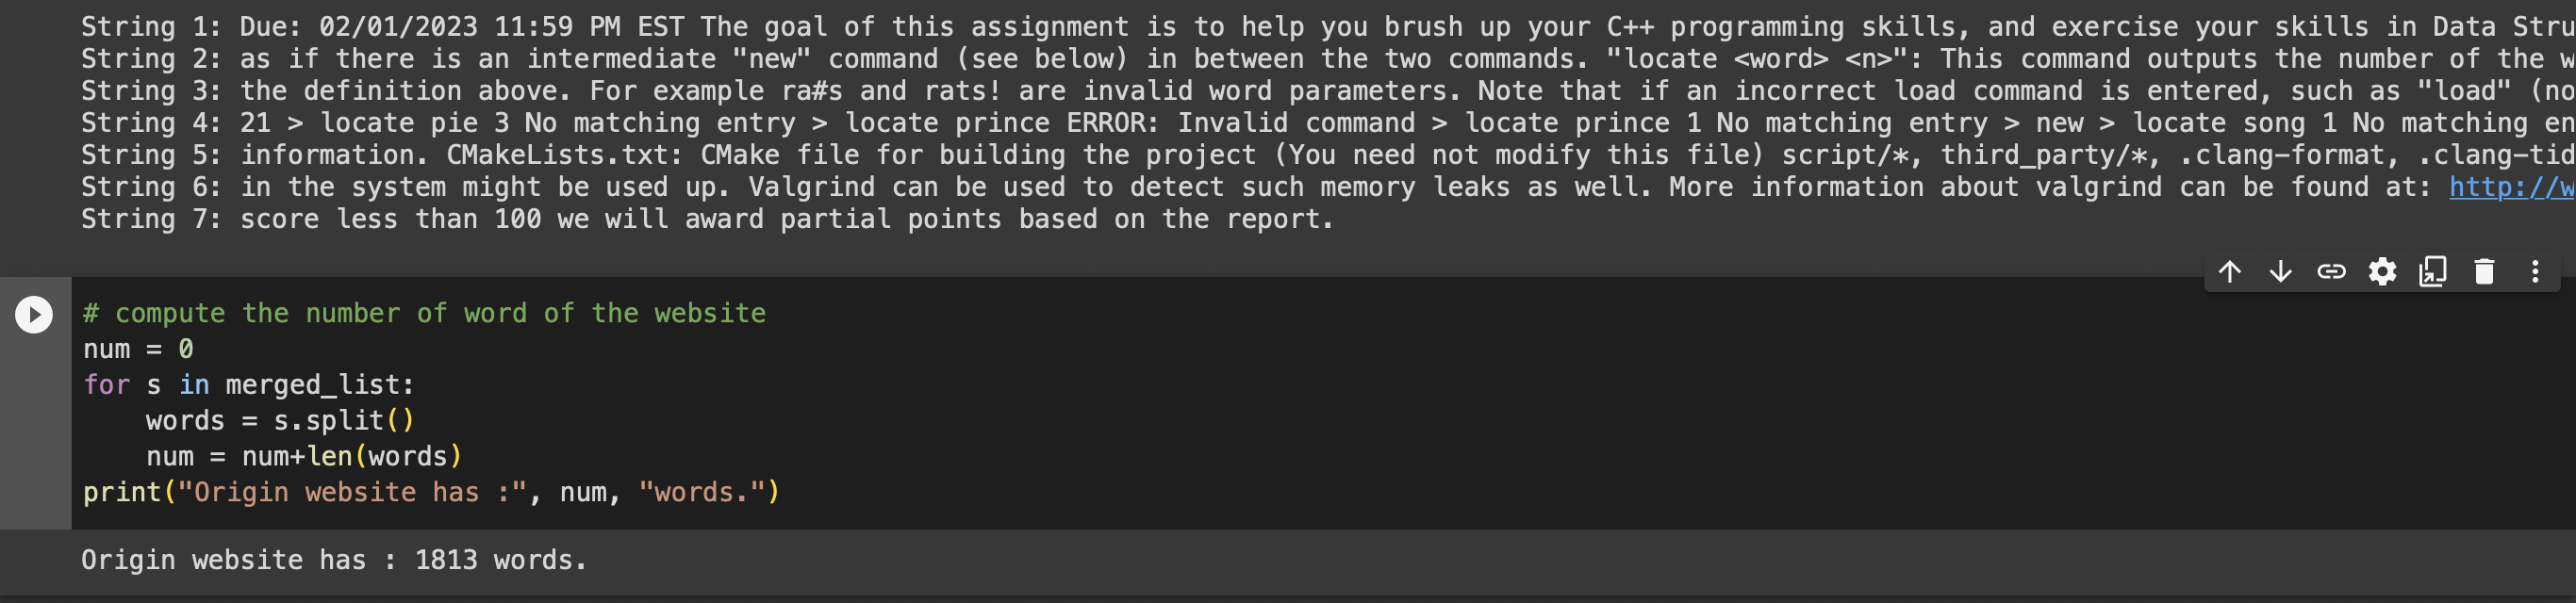 String 1: Due: 02/01/2023 11:59 PM EST The goal of this assignment is to help you brush up your C++ programming skills, and exercise your skills in Data Stru
String 2: as if there is an intermediate "new" command (see below) in between the two commands. "locate <word> <n>": This command outputs the number of the w
String 3: the definition above. For example ra#s and rats! are invalid word parameters. Note that if an incorrect load command is entered, such as "load" (no
String 4: 21 > locate pie 3 No matching entry > locate prince ERROR: Invalid command > locate prince 1 No matching entry > new > locate song 1 No matching en
String 5: information. CMakeLists.txt: CMake file for building the project (You need not modify this file) script/*, third_party/*, .clang-format, .clang-tid
String 6: in the system might be used up. Valgrind can be used to detect such memory leaks as well. More information about valgrind can be found at: http://w
String 7: score less than 100 we will award partial points based on the report.
# compute the number of word of the website
num = 0
for s in merged_list:
    words = s.split()
    num = num+len(words)
print("Origin website has :", num, "words.")
Origin website has : 1813 words.